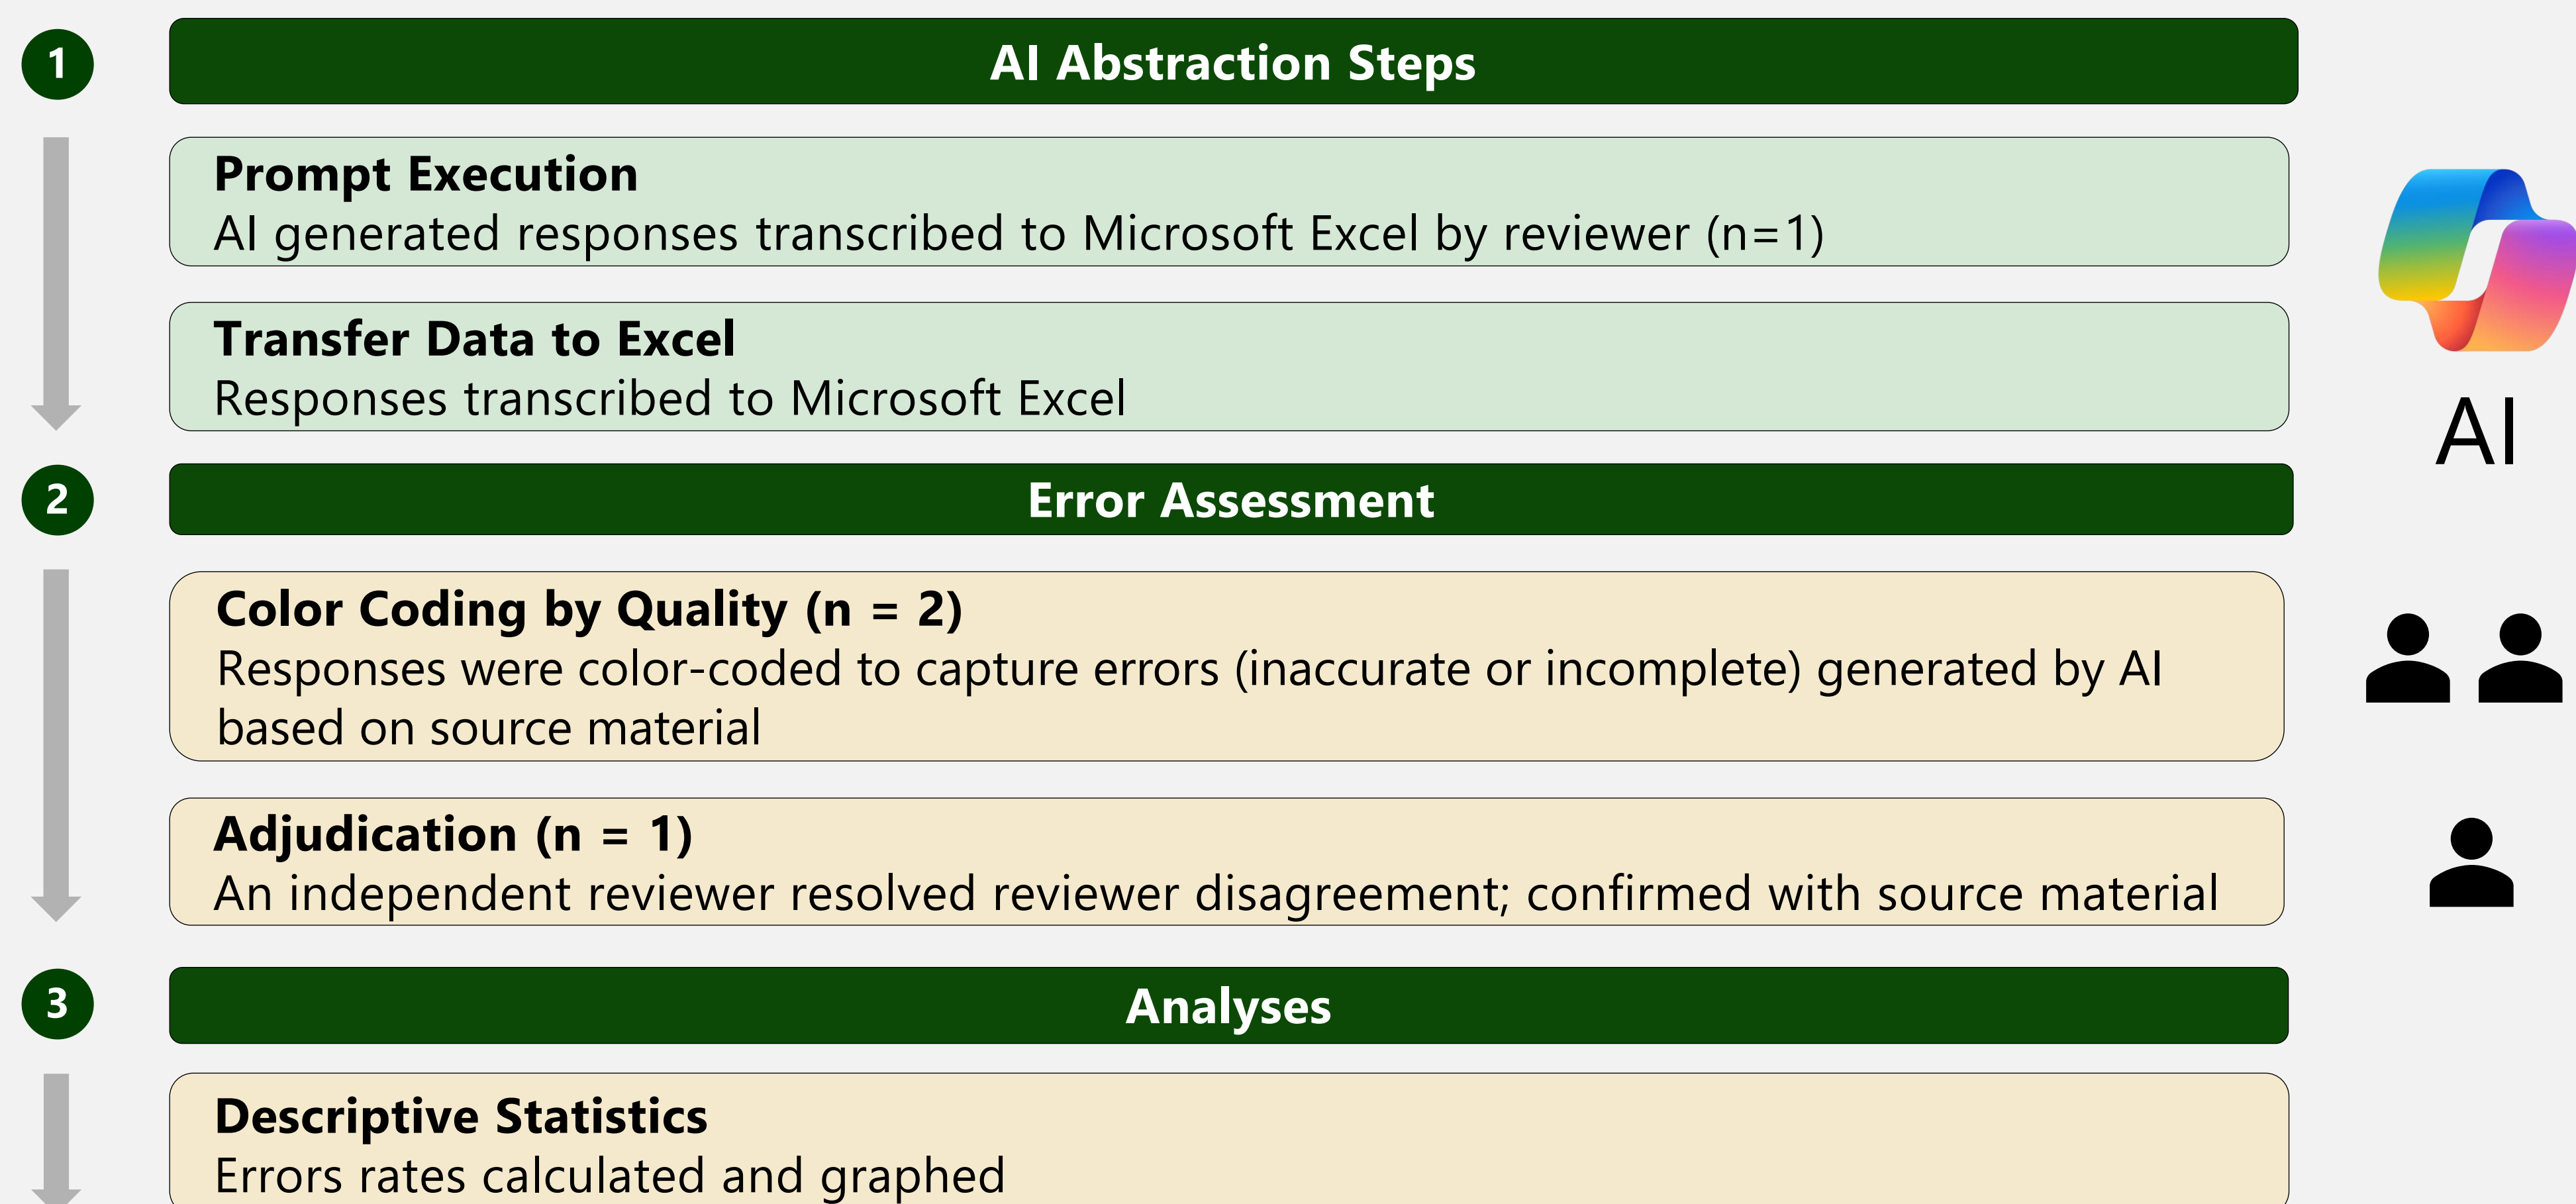 1
AI Abstraction Steps
Prompt Execution
AI generated responses transcribed to Microsoft Excel by reviewer (n=1)
Transfer Data to Excel
Responses transcribed to Microsoft Excel
AI
2
Error Assessment
Color Coding by Quality (n = 2)
Responses were color-coded to capture errors (inaccurate or incomplete) generated by AI
based on source material
Adjudication (n = 1)
An independent reviewer resolved reviewer disagreement; confirmed with source material
3
Analyses
Descriptive Statistics
Errors rates calculated and graphed